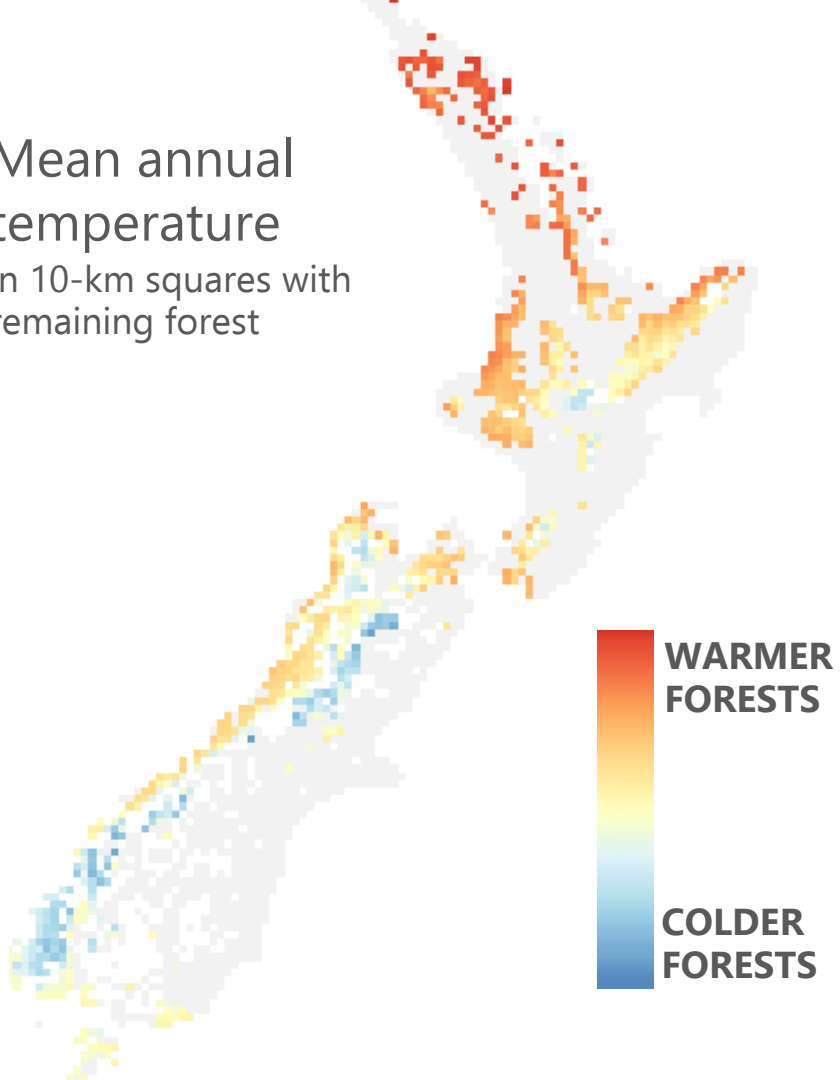 Mean annual
temperature
n 10-km squares with
remaining forest
WARMER
FORESTS
COLDER
FORESTS